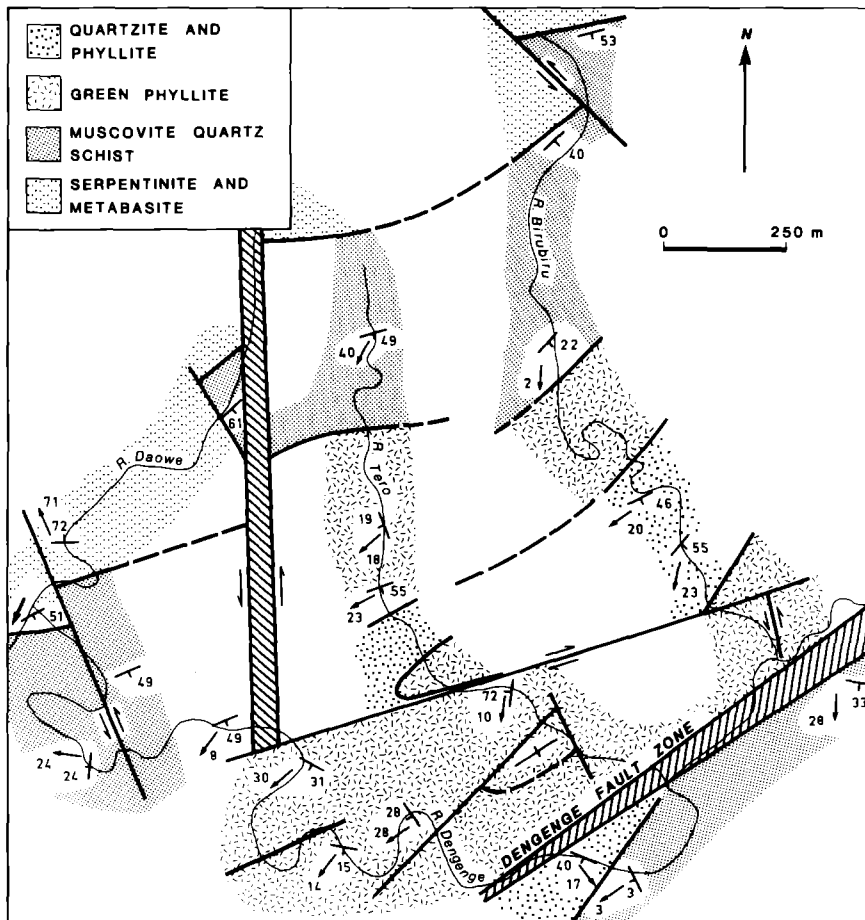 QUARTZITE AND
PHYLLITE
GREEN PHYLLITE
MUSCOVITE QUARTZ
SCHIST
SERPENTINITE AND
METABASITE
N
0 250 m
53
40
R. Birubiru
40
49
22
2
61
R. Daowe
R. Tero
71
72
19
18
46
20
55
23
55
23
51
49
49
8
72
10
24
24
30
31
28
33
28
28
R. Dengenge
DENGENGE FAULT ZONE
15
14
40
17
3
3